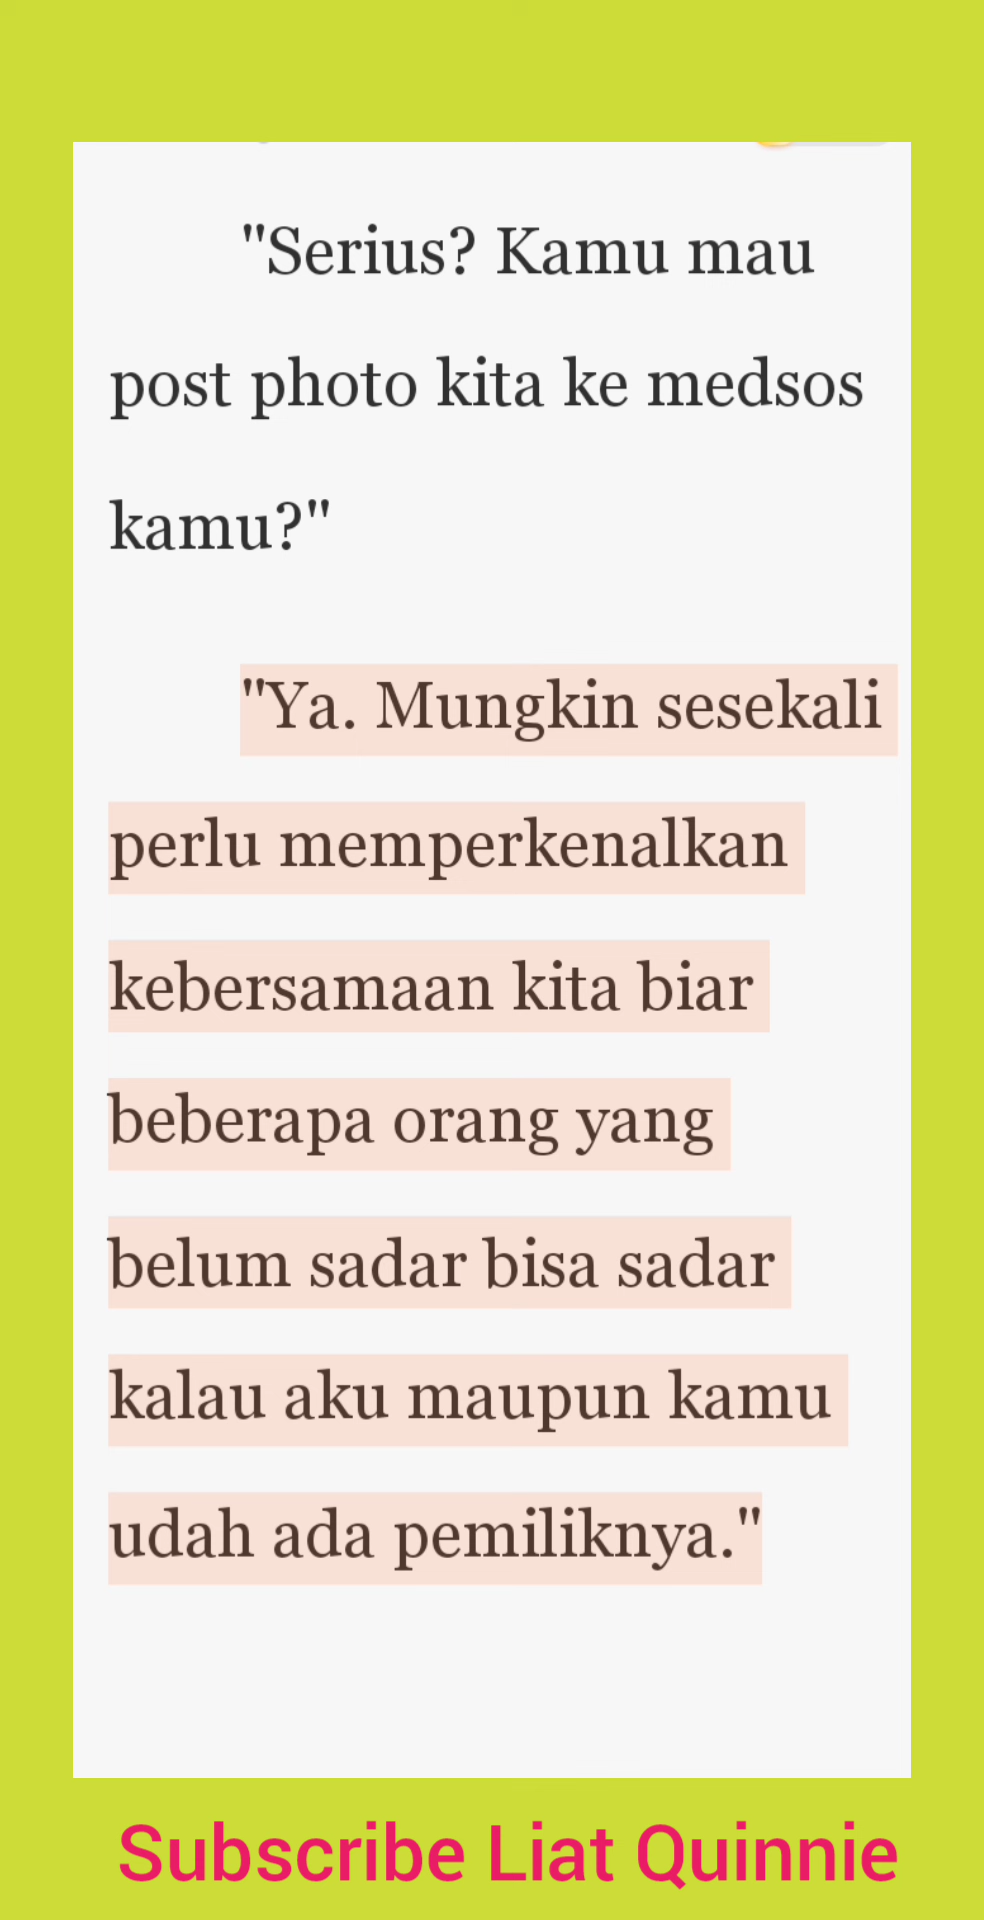 "Serius? Kamu mau
post photo kita ke medsos
kamu?"
"Ya. Mungkin sesekali
perlu memperkenalkan
kebersamaan kita biar
beberapa orang yang
belum sadar bisa sadar
kalau aku maupun kamu
udah ada pemiliknya."
Subscribe Liat Quinnie